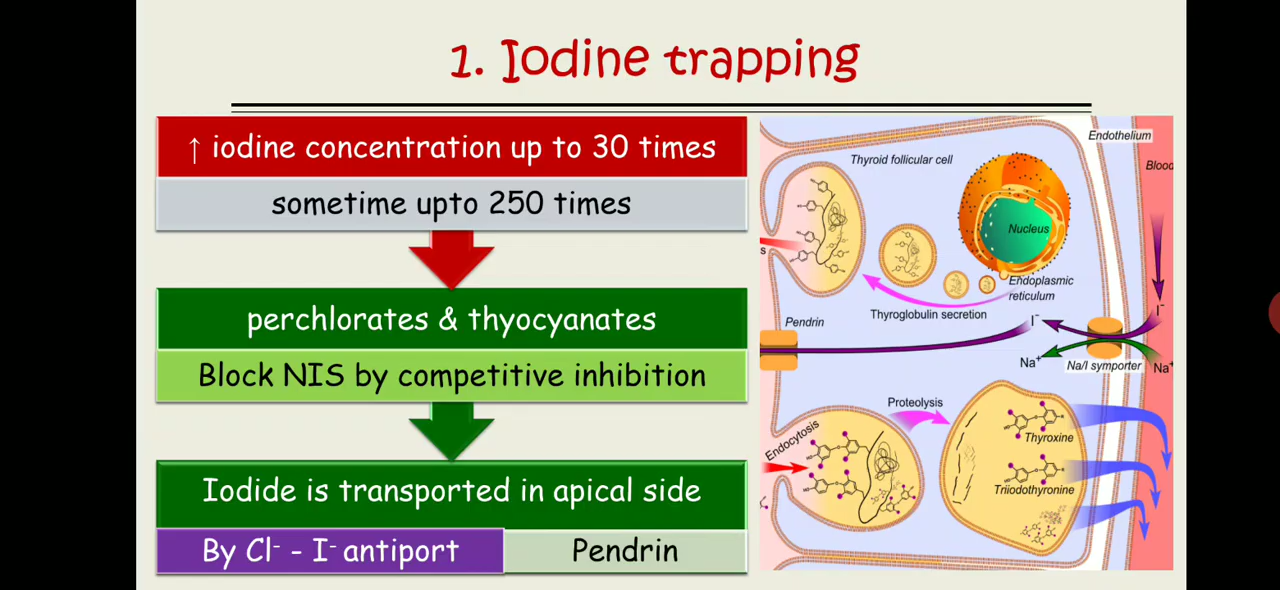 1. Iodine trapping
↑ iodine concentration up to 30 times
sometime upto 250 times
perchlorates & thyocyanates
Block NIS by competitive inhibition
Iodide is transported in apical side
By Cl⁻ - I⁻ antiport
Pendrin
Endothelium
Thyroid follicular cell
Blood
Nucleus
s
Endoplasmic
reticulum
Thyroglobulin secretion
Pendrin
I⁻
I⁻
Na⁺
Na/I symporter
Na⁺
Proteolysis
Endocytosis
Thyroxine
Triiodothyronine